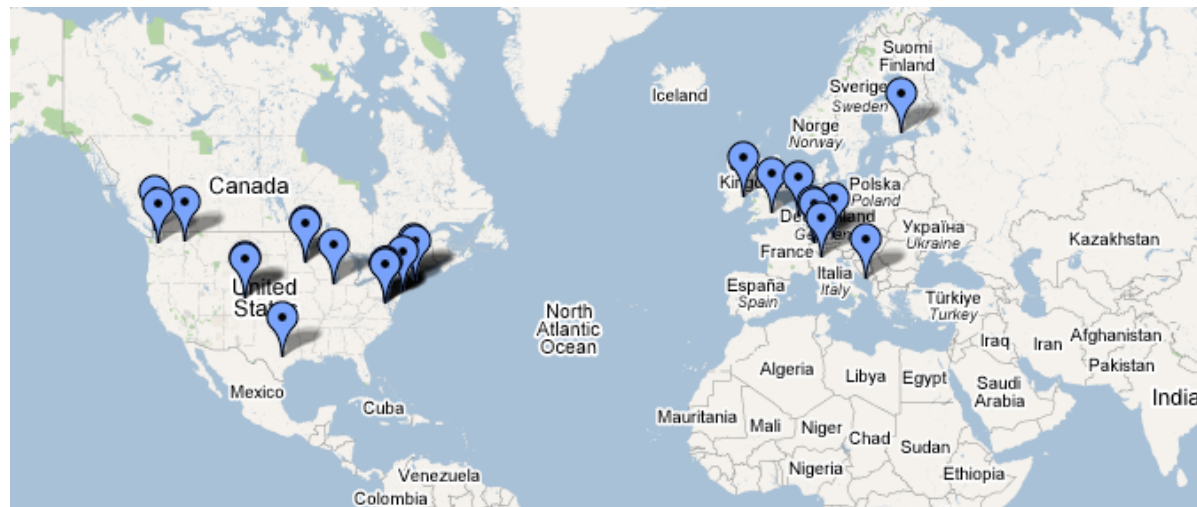 Suomi
Finland
Sverige
Sweden
Iceland
Norge
Norway
Canada
Polska
Poland
Україна
Ukraine
Kazakhstan
France
United
Italia
Italy
España
Spain
Türkiye
Turkey
North
Atlantic
Ocean
Iraq
Iran
Afghanistan
Pakistan
Algeria
Libya
Egypt
Saudi
Arabia
India
Mexico
Cuba
Mauritania
Mali
Niger
Chad
Sudan
Nigeria
Ethiopia
Venezuela
Colombia